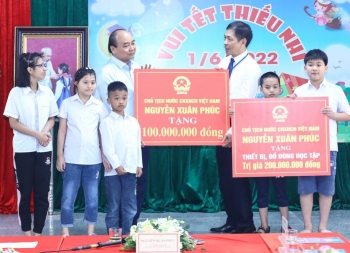 VUI TẾT THIẾU NHI
1/6/2022
CHỦ TỊCH NƯỚC CHXHCN VIỆT NAM
NGUYỄN XUÂN PHÚC
TẶNG
100.000.000 đồng
CHỦ TỊCH NƯỚC CHXHCN VIỆT NAM
NGUYỄN XUÂN PHÚC
TẶNG
THIẾT BỊ, ĐỒ DÙNG HỌC TẬP
Trị giá 200.000.000 đồng